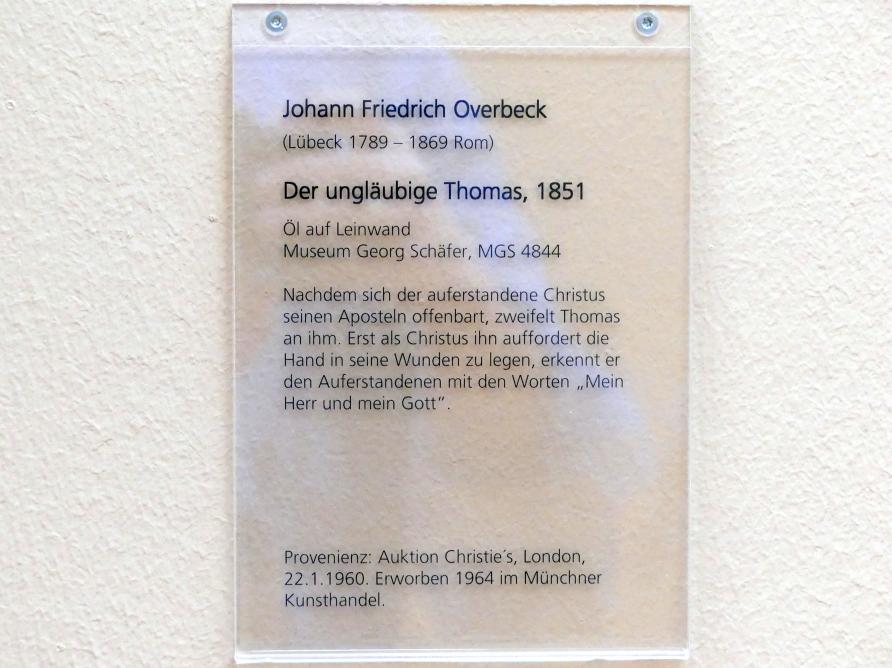 Johann Friedrich Overbeck
(Lübeck 1789 – 1869 Rom)
Der ungläubige Thomas, 1851
Öl auf Leinwand
Museum Georg Schäfer, MGS 4844
Nachdem sich der auferstandene Christus
seinen Aposteln offenbart, zweifelt Thomas
an ihm. Erst als Christus ihn auffordert die
Hand in seine Wunden zu legen, erkennt er
den Auferstandenen mit den Worten „Mein
Herr und mein Gott“.
Provenienz: Auktion Christie´s, London,
22.1.1960. Erworben 1964 im Münchner
Kunsthandel.